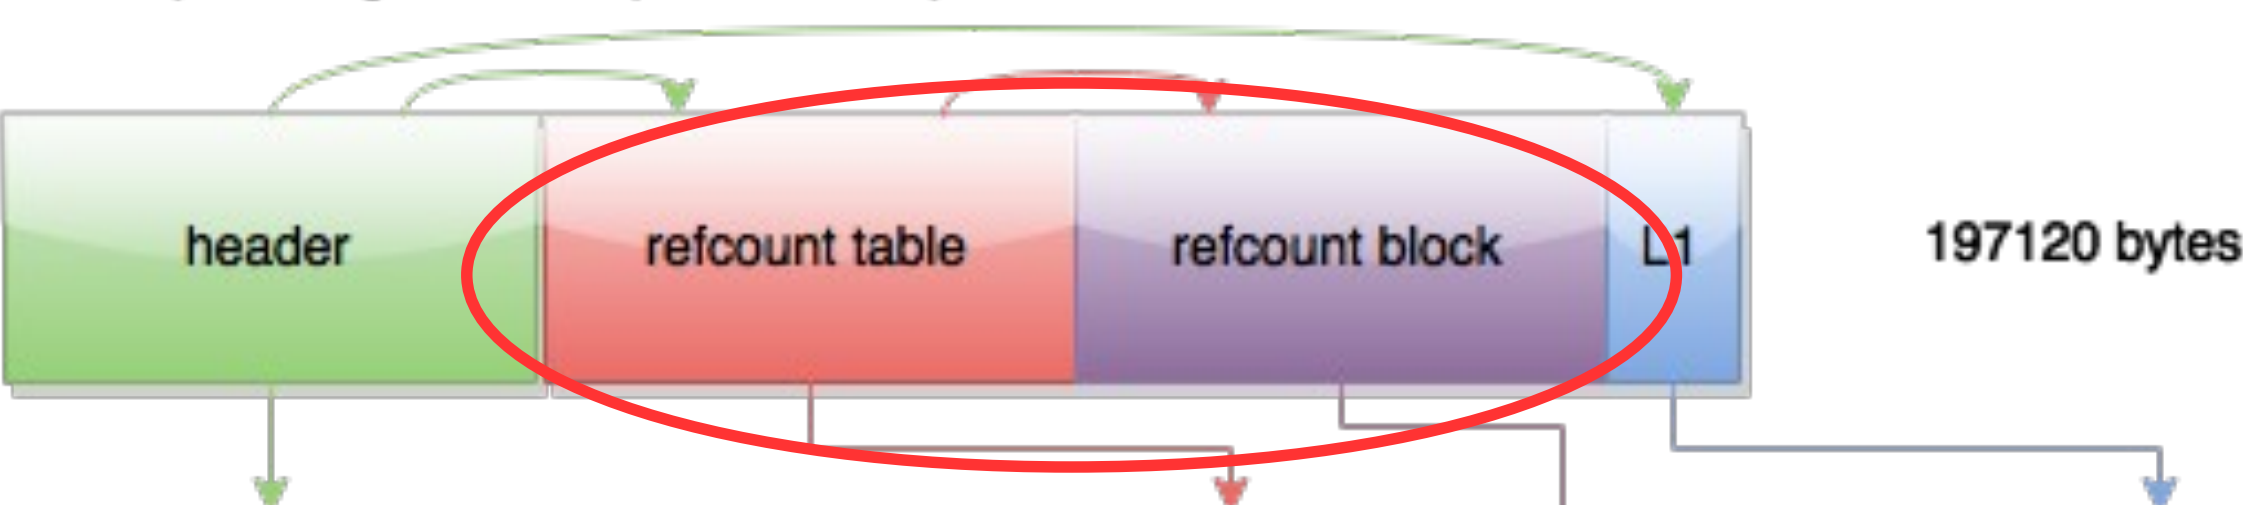 header
refcount table
refcount block
L1
197120 bytes